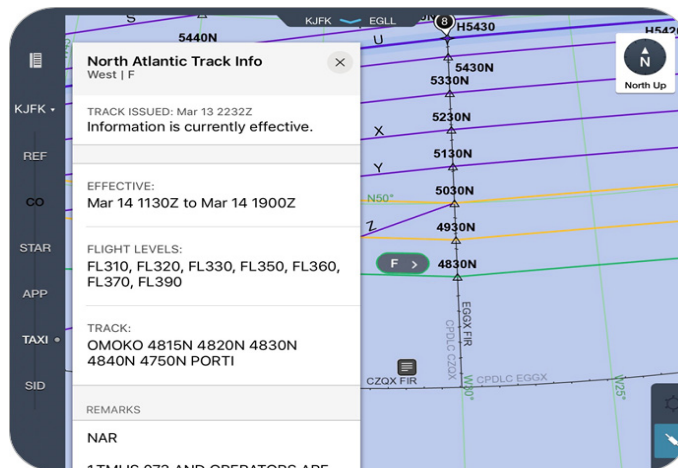 KJFK EGLL
8
S
5440N
U
H5430
H542
N
North Up
North Atlantic Track Info
West | F
TRACK ISSUED: Mar 13 2232Z
Information is currently effective.
EFFECTIVE:
Mar 14 1130Z to Mar 14 1900Z
FLIGHT LEVELS:
FL310, FL320, FL330, FL350, FL360,
FL370, FL390
TRACK:
OMOKO 4815N 4820N 4830N
4840N 4750N PORTI
REMARKS
NAR
KJFK
REF
CO
STAR
APP
TAXI
SID
5430N
5330N
5230N
X
5130N
Y
N50°
5030N
Z
4930N
F >
4830N
EGGX FIR
CPDLC CZQX
CZQX FIR
W30°
CPDLC EGGX
W25°